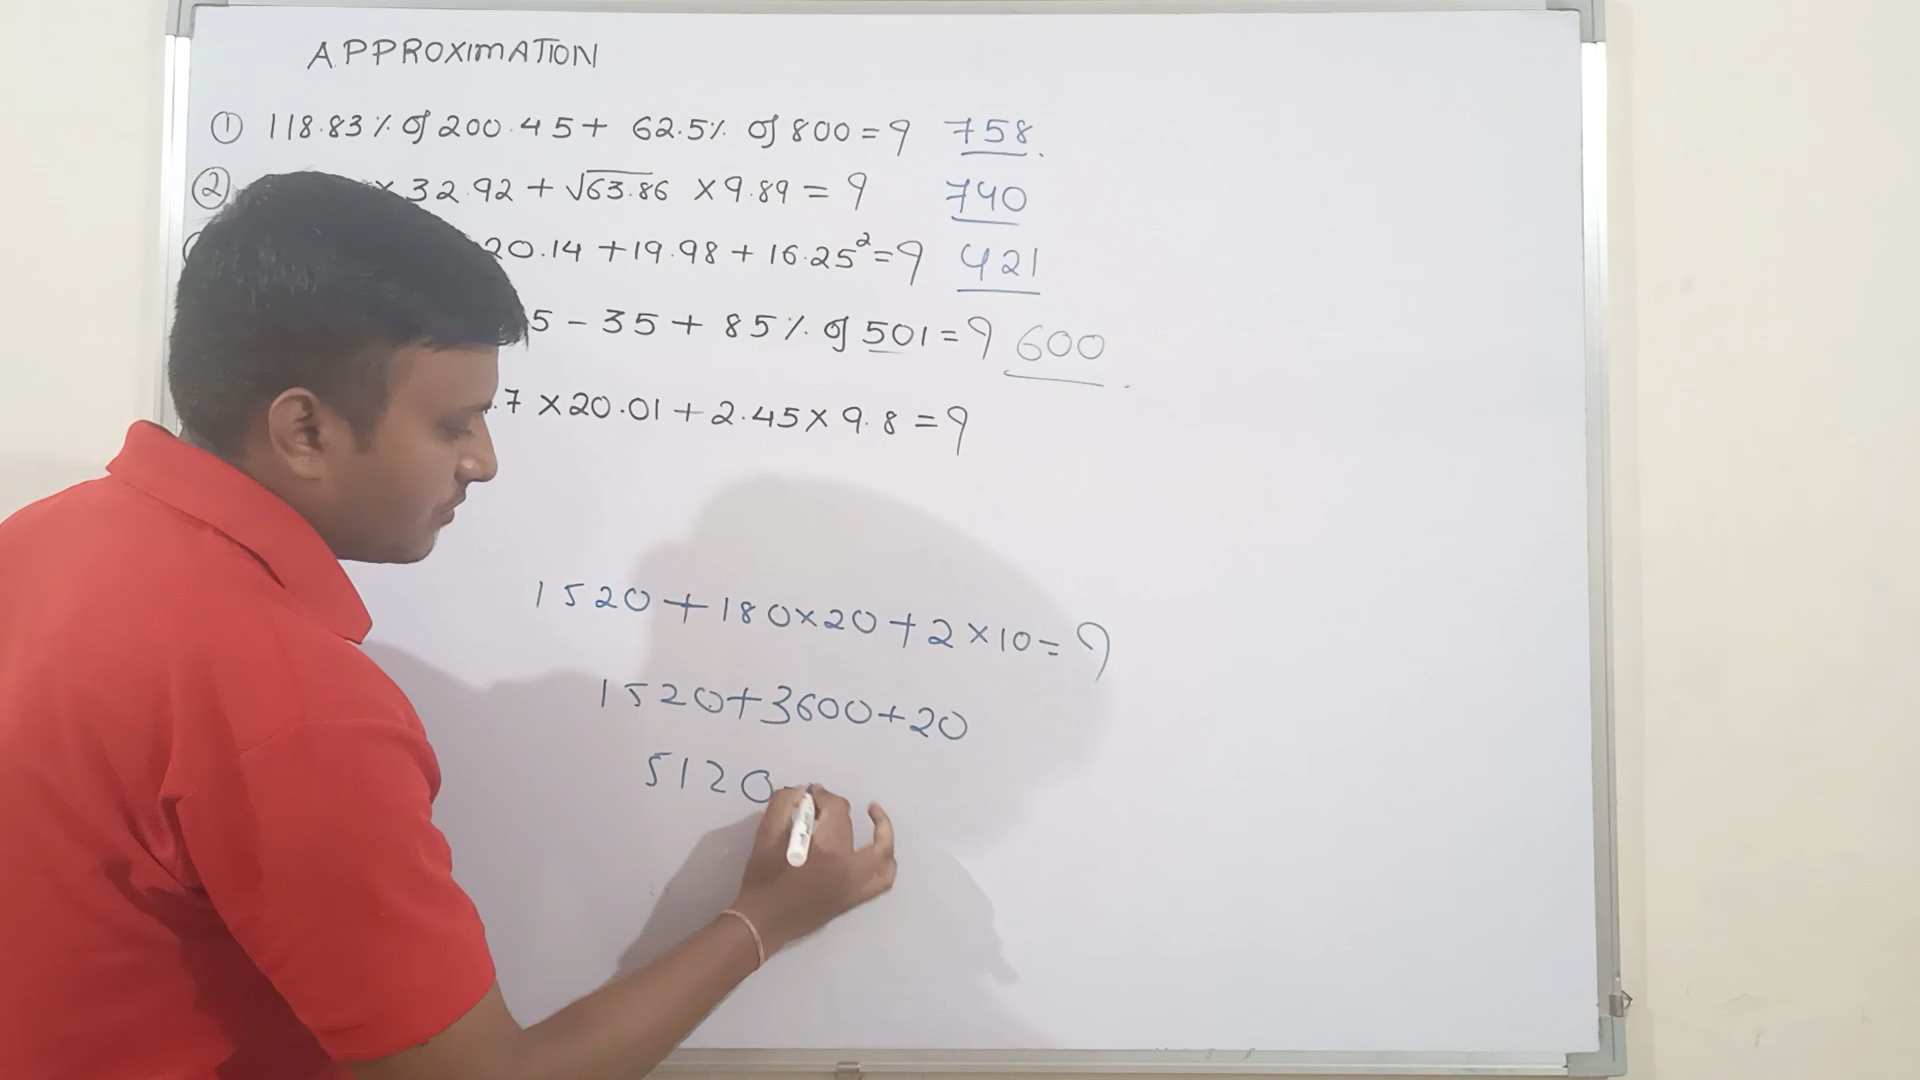 APPROXIMATION
① 118.83% of 200.45 + 62.5% of 800 = ? 758.
② × 32.92 + √63.86 × 9.89 = ? 740
20.14 + 19.98 + 16.25² = ? 421
5 - 35 + 85% of 501 = ? 600.
.7 × 20.01 + 2.45 × 9.8 = ?
1520 + 180 × 20 + 2 × 10 = ?
1520 + 3600 + 20
5120